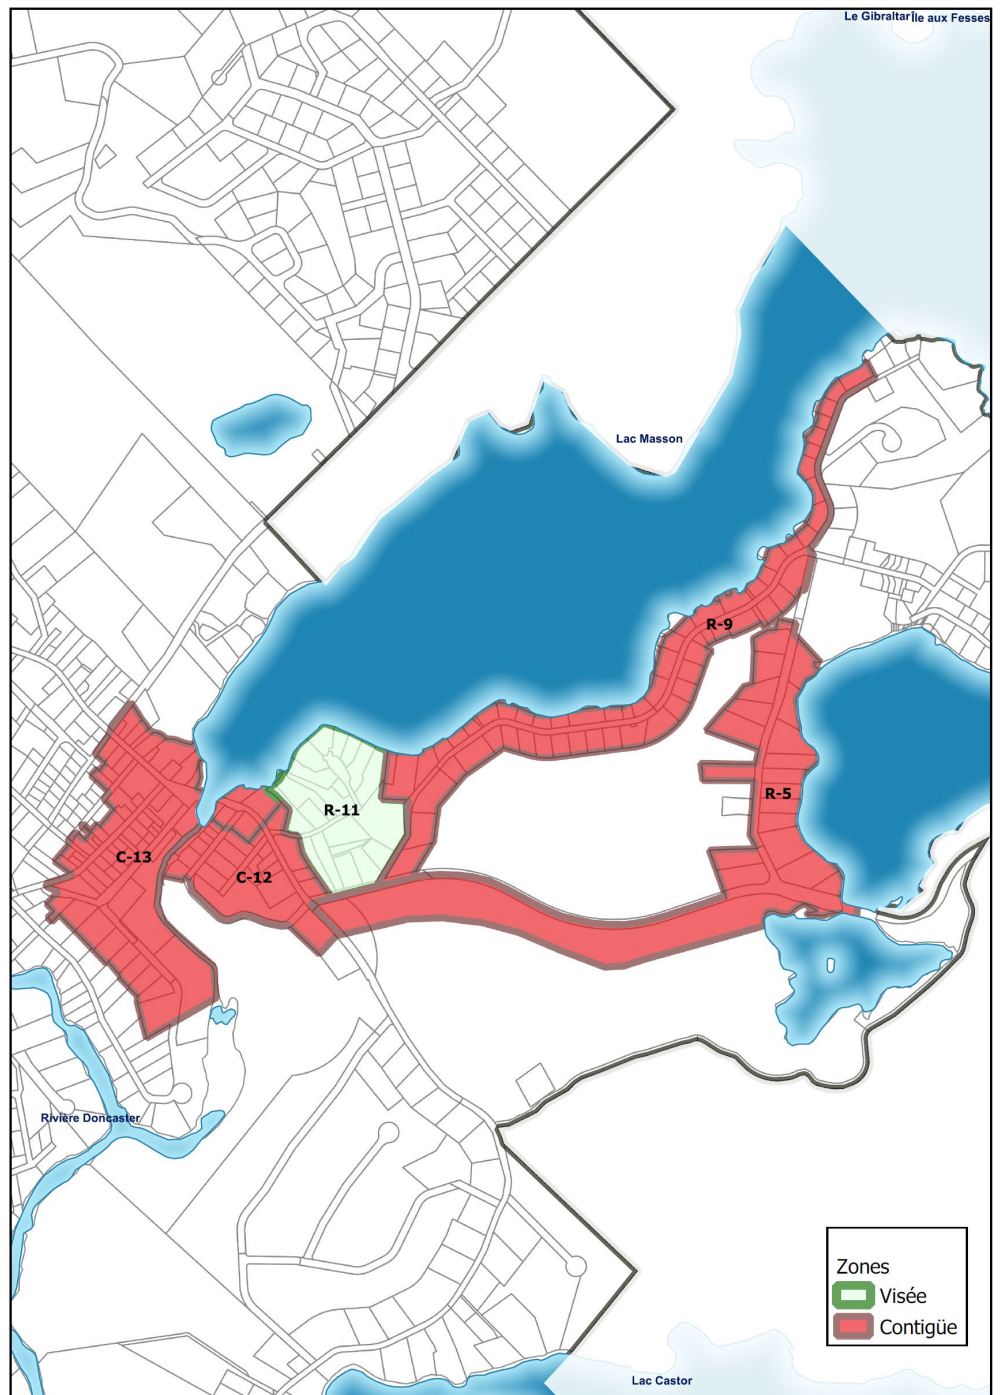 Le Gibraltar
Île aux Fesses
Lac Masson
R-9
R-5
R-11
C-13
C-12
Rivière Doncaster
Zones
Visée
Contigüe
Lac Castor